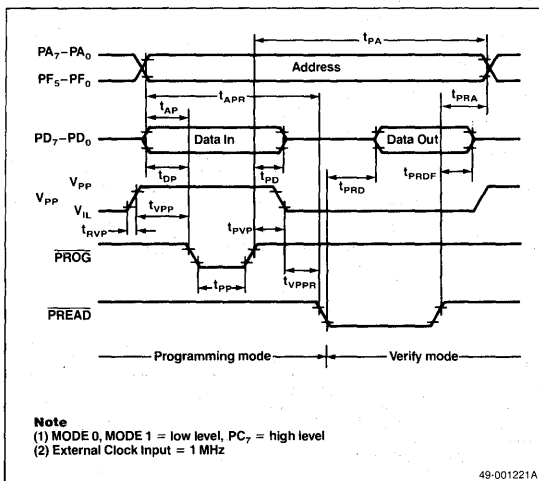 tPA
PA7–PA0
PF5–PF0
Address
tAPR
tPRA
tAP
PD7–PD0
Data In
Data Out
tDP
tPD
tPRD
tPRDF
VPP
VPP
VIL
tVPP
tRVP
tPVP
PROG
tPP
tVPPR
PREAD
Programming mode
Verify mode
Note
(1) MODE 0, MODE 1 = low level, PC7 = high level
(2) External Clock Input = 1 MHz
49-001221A